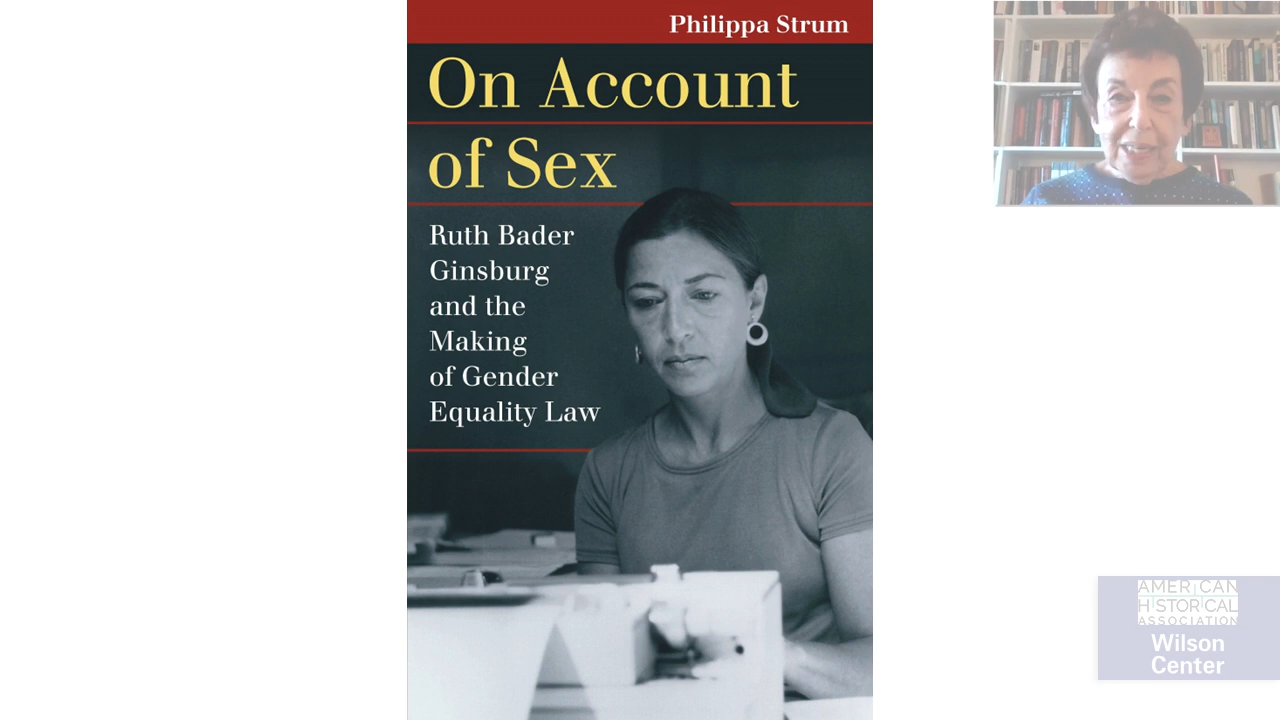 Philippa Strum
On Account
of Sex
Ruth Bader
Ginsburg
and the
Making
of Gender
Equality Law
AMERICAN
HISTORICAL
ASSOCIATION
Wilson
Center